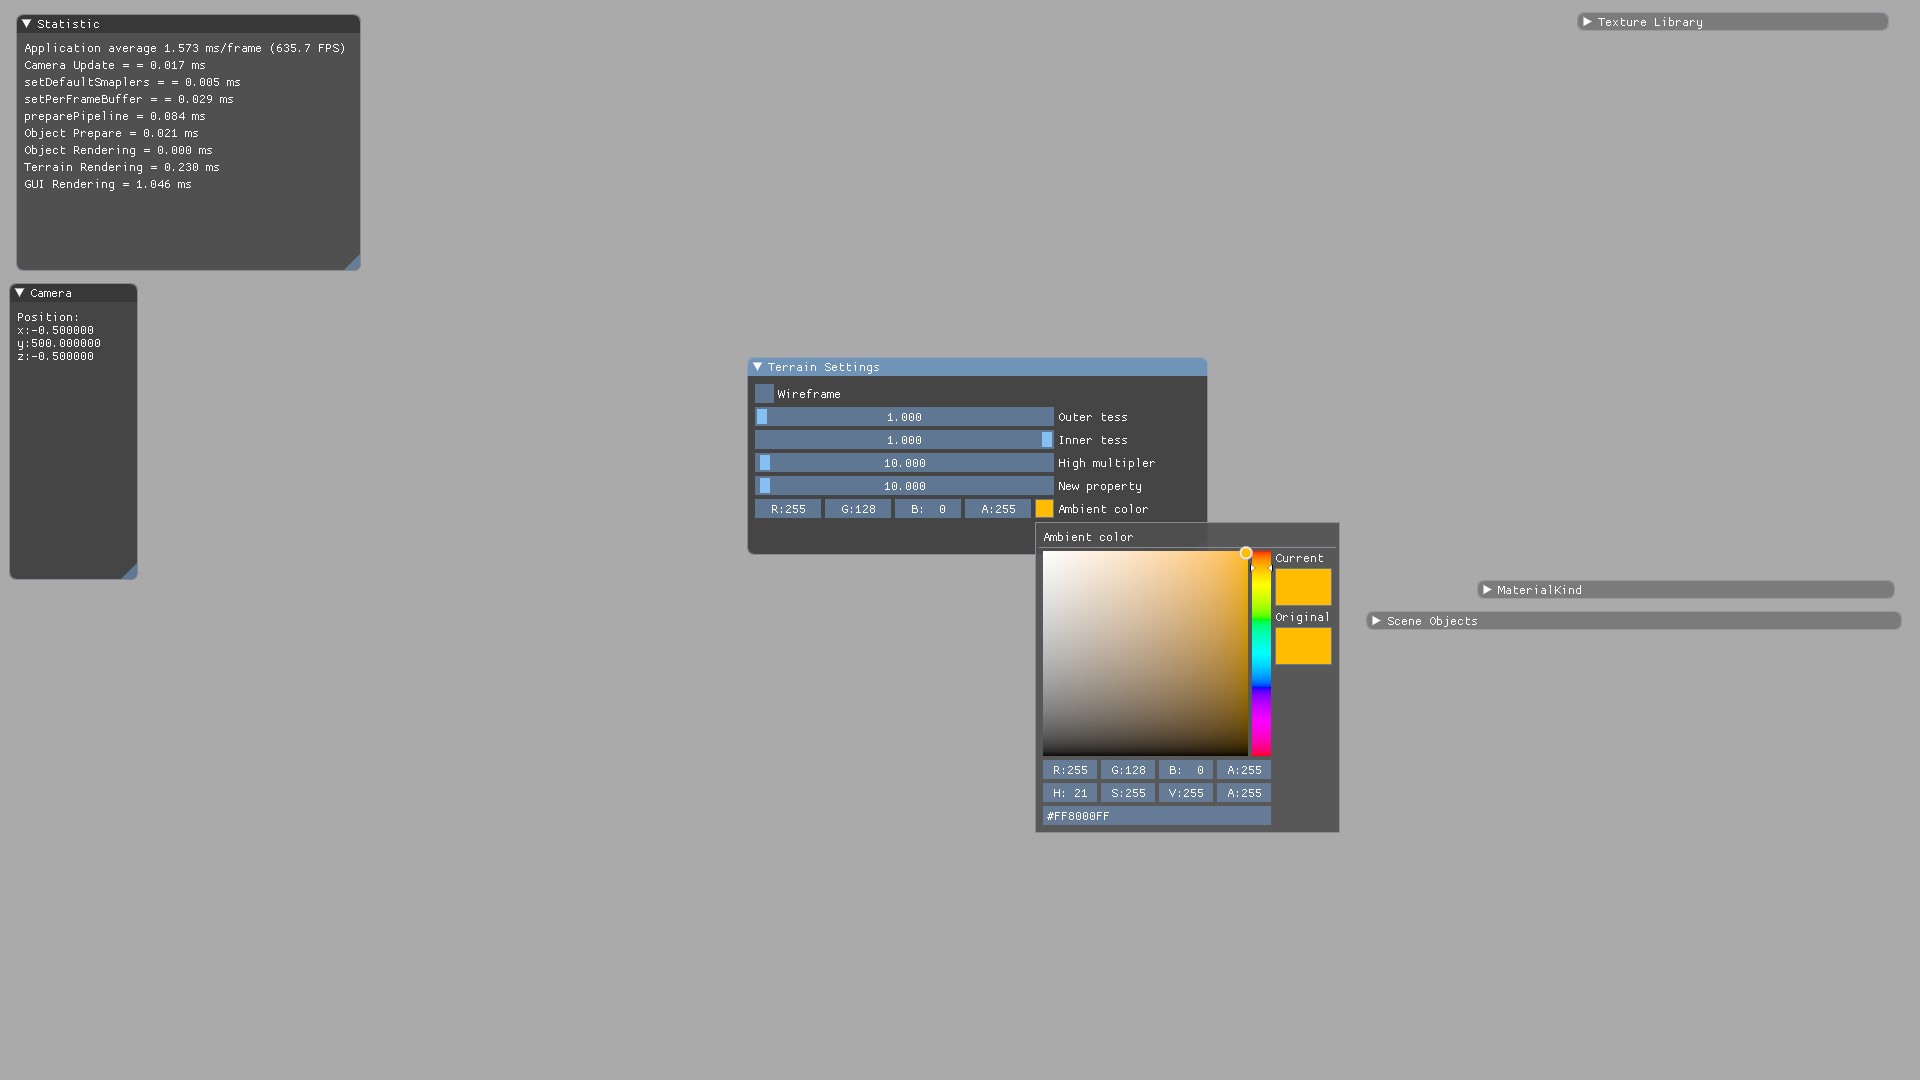 Statistic
Application average 1.573 ms/frame (635.7 FPS)
Camera Update = = 0.017 ms
setDefaultSmaplers = = 0.005 ms
setPerFrameBuffer = = 0.029 ms
preparePipeline = 0.084 ms
Object Prepare = 0.021 ms
Object Rendering = 0.000 ms
Terrain Rendering = 0.230 ms
GUI Rendering = 1.046 ms
Texture Library
Camera
Position:
x:-0.500000
y:500.000000
z:-0.500000
Terrain Settings
Wireframe
1.000 Outer tess
1.000 Inner tess
10.000 High multipler
10.000 New property
R:255 G:128 B: 0 A:255 Ambient color
Ambient color
Current
Original
R:255 G:128 B: 0 A:255
H: 21 S:255 V:255 A:255
#FF8000FF
MaterialKind
Scene Objects